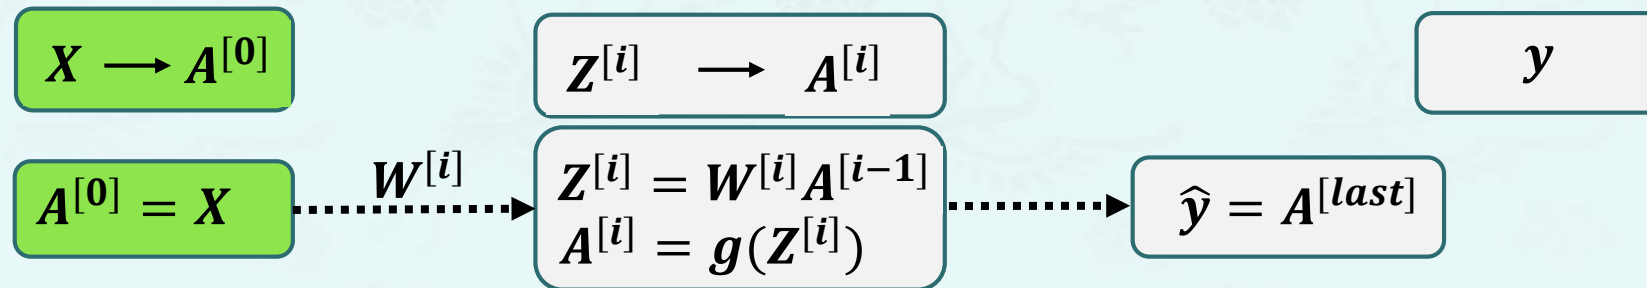 X → A^[0]
Z^[i] → A^[i]
y
A^[0] = X
W^[i]
Z^[i] = W^[i] A^[i−1]
A^[i] = g(Z^[i])
ŷ = A^[last]